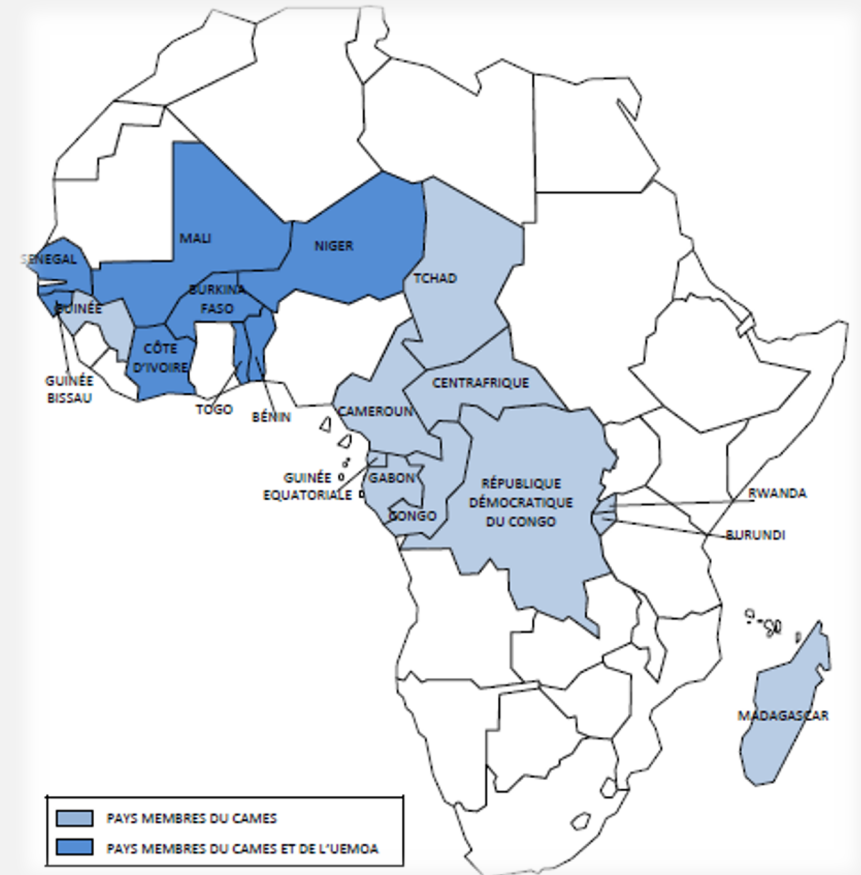 MALI
NIGER
SENEGAL
TCHAD
BURKINA
FASO
GUINÉE
CÔTE
D'IVOIRE
CENTRAFRIQUE
GUINÉE
BISSAU
TOGO
BÉNIN
CAMEROUN
GUINÉE
EQUATORIALE
GABON
RÉPUBLIQUE
DÉMOCRATIQUE
DU CONGO
RWANDA
CONGO
BURUNDI
MADAGASCAR
PAYS MEMBRES DU CAMES
PAYS MEMBRES DU CAMES ET DE L'UEMOA